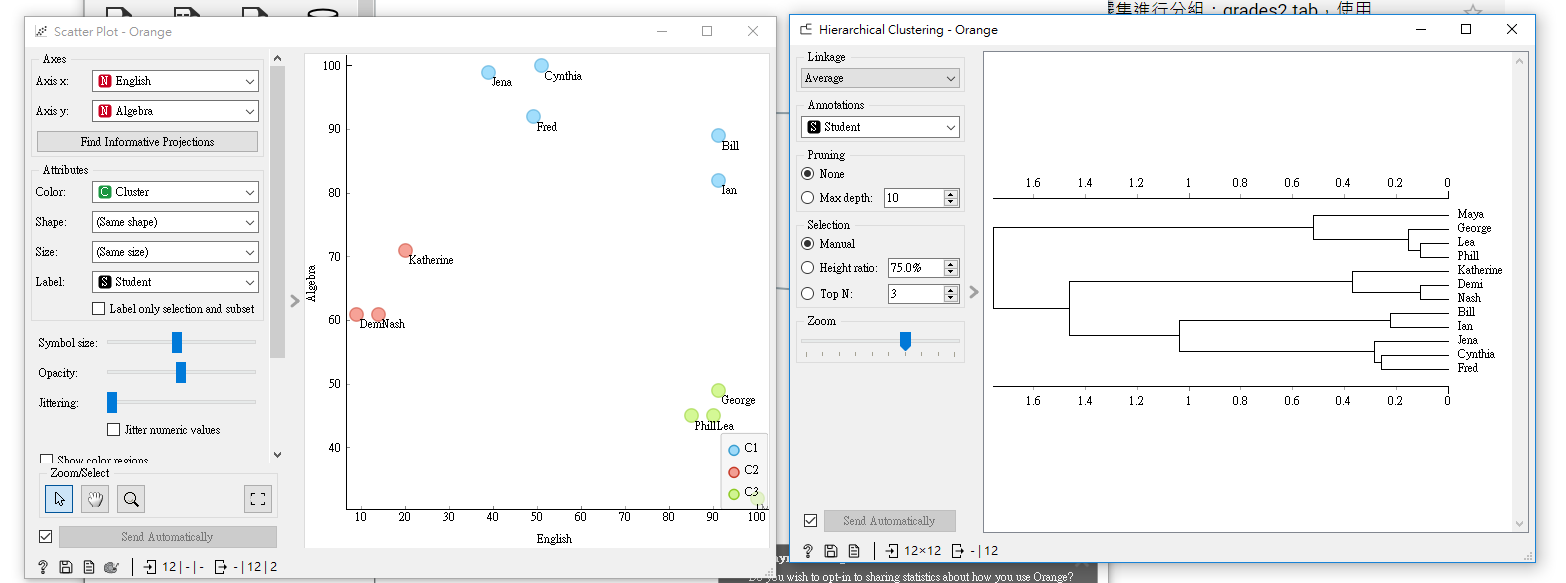 集進行分組：grades2.tab，使用
Scatter Plot - Orange
Axes
Axis x: N English
Axis y: N Algebra
Find Informative Projections
Attributes
Color: C Cluster
Shape: (Same shape)
Size: (Same size)
Label: S Student
Label only selection and subset
Symbol size:
Opacity:
Jittering:
Jitter numeric values
Show color regions
Zoom/Select
Send Automatically
12 | - | - - | 12 | 2
Algebra
100
90
80
70
60
50
40
Jena
Cynthia
Fred
Bill
Ian
Katherine
Demi
Nash
George
Phill
Lea
C1
C2
C3
10 20 30 40 50 60 70 80 90 100
English
Hierarchical Clustering - Orange
Linkage
Average
Annotations
S Student
Pruning
None
Max depth: 10
Selection
Manual
Height ratio: 75.0%
Top N: 3
Zoom
Send Automatically
12×12 - | 12
1.6 1.4 1.2 1 0.8 0.6 0.4 0.2 0
Maya
George
Lea
Phill
Katherine
Demi
Nash
Bill
Ian
Jena
Cynthia
Fred
1.6 1.4 1.2 1 0.8 0.6 0.4 0.2 0
Do you wish to opt-in to sharing statistics about how you use Orange?